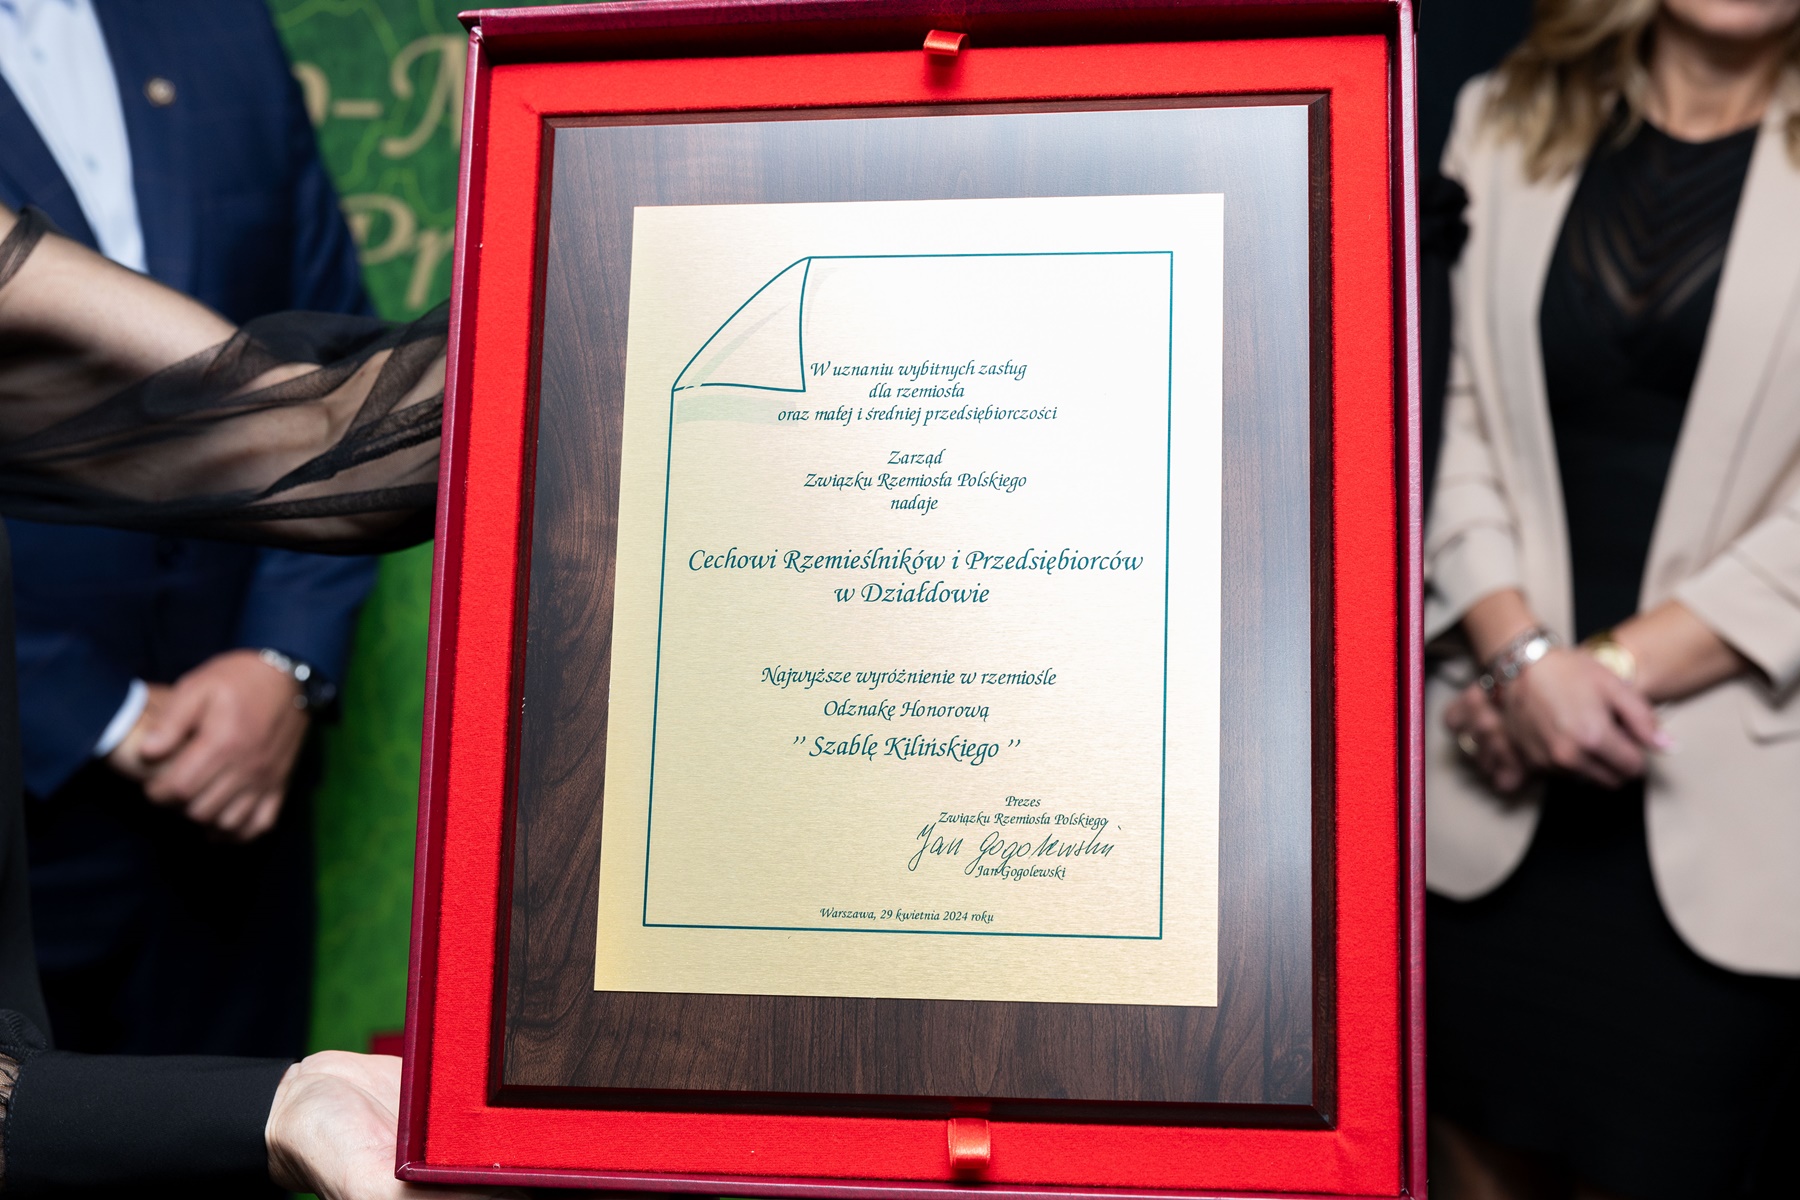 W uznaniu wybitnych zasług
dla rzemiosła
oraz małej i średniej przedsiębiorczości
Zarząd
Związku Rzemiosła Polskiego
nadaje
Cechowi Rzemieślników i Przedsiębiorców
w Działdowie
Najwyższe wyróżnienie w rzemiośle
Odznakę Honorową
’’ Szablę Kilińskiego ’’
Prezes
Związku Rzemiosła Polskiego
Jan Gogolewski
Jan Gogolewski
Warszawa, 29 kwietnia 2024 roku